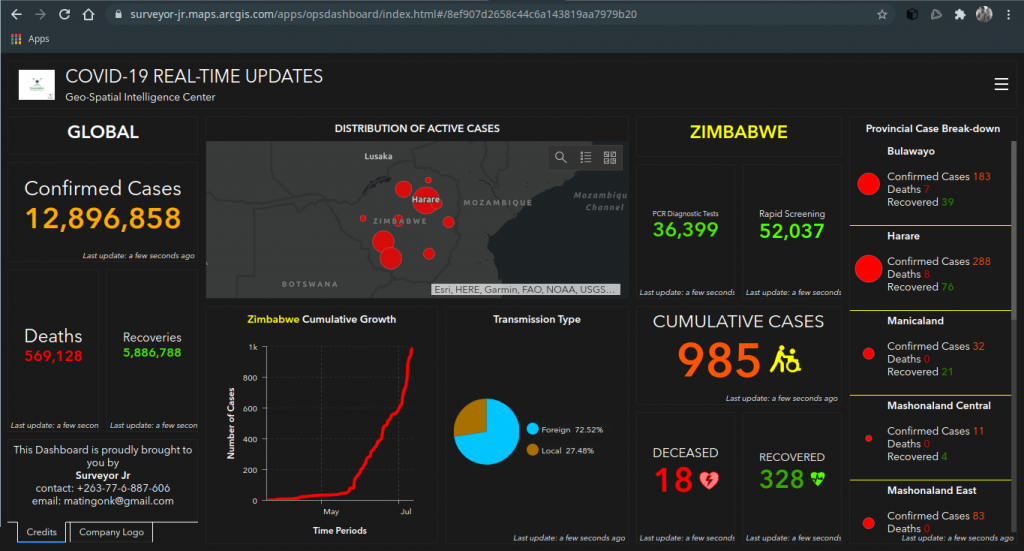 surveyor-jr.maps.arcgis.com/apps/opsdashboard/index.html#/8ef907d2658c44c6a143819aa7979b20
Apps
COVID-19 REAL-TIME UPDATES
Geo-Spatial Intelligence Center
GLOBAL
Confirmed Cases
12,896,858
Last update: a few seconds ago
Deaths
569,128
Last update: a few secon
Recoveries
5,886,788
Last update: a few secon
This Dashboard is proudly brought to
you by
Surveyor Jr
contact: +263-77-6-887-606
email: matingonk@gmail.com
Credits
Company Logo
DISTRIBUTION OF ACTIVE CASES
Lusaka
Harare
ZIMBABWE
MOZAMBIQUE
Mozambiqu
Channel
BOTSWANA
Esri, HERE, Garmin, FAO, NOAA, USGS...
Zimbabwe Cumulative Growth
Number of Cases
1k
800
600
400
200
0
May
Jul
Time Periods
Transmission Type
Foreign 72.52%
Local 27.48%
Last update: a few seconds ago
ZIMBABWE
PCR Diagnostic Tests
36,399
Last update: a few seconds
Rapid Screening
52,037
Last update: a few seconds
CUMULATIVE CASES
985
Last update: a few seconds ago
DECEASED
18
Last update: a few seconds
RECOVERED
328
Last update: a few seconds
Provincial Case Break-down
Bulawayo
Confirmed Cases 183
Deaths 7
Recovered 39
Harare
Confirmed Cases 288
Deaths 8
Recovered 76
Manicaland
Confirmed Cases 32
Deaths 0
Recovered 21
Mashonaland Central
Confirmed Cases 11
Deaths 0
Recovered 4
Mashonaland East
Confirmed Cases 83
Deaths 0
Last update: a few seconds ago